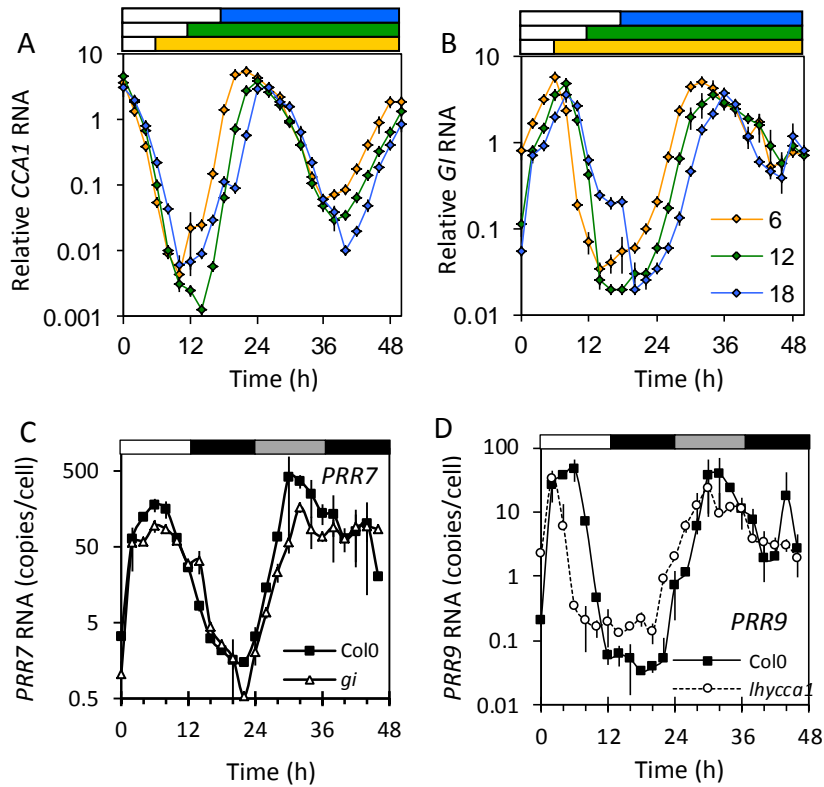 A
Relative CCA1 RNA
10
1
0.1
0.01
0.001
0 12 24 36 48
Time (h)
B
Relative GI RNA
10
1
0.1
0.01
6
12
18
0 12 24 36 48
Time (h)
C
PRR7 RNA (copies/cell)
500
50
5
0.5
PRR7
Col0
gi
0 12 24 36 48
Time (h)
D
PRR9 RNA (copies/cell)
100
10
1
0.1
0.01
PRR9
Col0
lhycca1
0 12 24 36 48
Time (h)